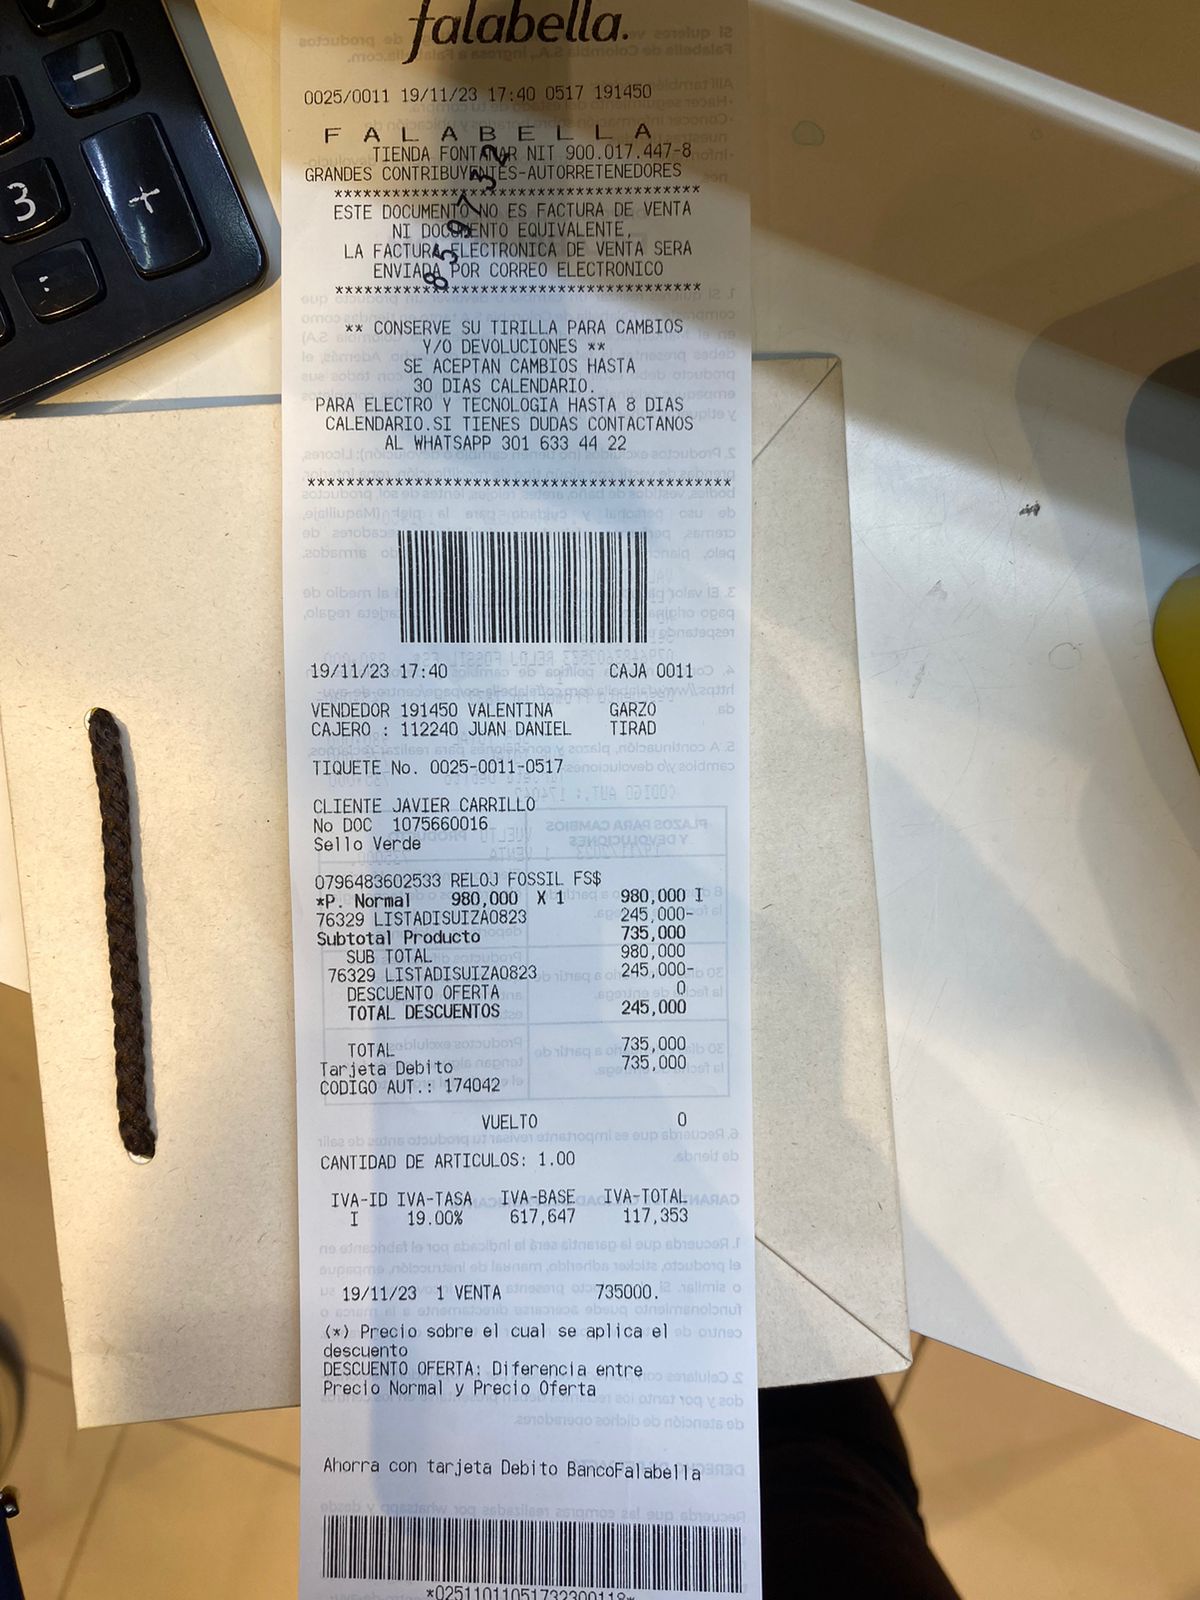 falabella.
0025/0011 19/11/23 17:40 0517 191450
F A L A B E L L A
TIENDA FONTANAR NIT 900.017.447-8
GRANDES CONTRIBUYENTES-AUTORRETENEDORES
**************************************
ESTE DOCUMENTO NO ES FACTURA DE VENTA
NI DOCUMENTO EQUIVALENTE,
LA FACTURA ELECTRONICA DE VENTA SERA
ENVIADA POR CORREO ELECTRONICO
**************************************
** CONSERVE SU TIRILLA PARA CAMBIOS
Y/O DEVOLUCIONES **
SE ACEPTAN CAMBIOS HASTA
30 DIAS CALENDARIO.
PARA ELECTRO Y TECNOLOGIA HASTA 8 DIAS
CALENDARIO.SI TIENES DUDAS CONTACTANOS
AL WHATSAPP 301 633 44 22
********************************************
19/11/23 17:40 CAJA 0011
VENDEDOR 191450 VALENTINA GARZO
CAJERO : 112240 JUAN DANIEL TIRAD
TIQUETE No. 0025-0011-0517
CLIENTE JAVIER CARRILLO
No DOC 1075660016
Sello Verde
0796483602533 RELOJ FOSSIL FS$
*P. Normal 980,000 X 1 980,000 I
76329 LISTADISUIZA0823 245,000-
Subtotal Producto 735,000
SUB TOTAL 980,000
76329 LISTADISUIZA0823 245,000-
DESCUENTO OFERTA 0
TOTAL DESCUENTOS 245,000
TOTAL 735,000
Tarjeta Debito 735,000
CODIGO AUT.: 174042
VUELTO 0
CANTIDAD DE ARTICULOS: 1.00
IVA-ID IVA-TASA IVA-BASE IVA-TOTAL
I 19.00% 617,647 117,353
19/11/23 1 VENTA 735000.
(*) Precio sobre el cual se aplica el
descuento
DESCUENTO OFERTA: Diferencia entre
Precio Normal y Precio Oferta
Ahorra con tarjeta Debito BancoFalabella
3
+